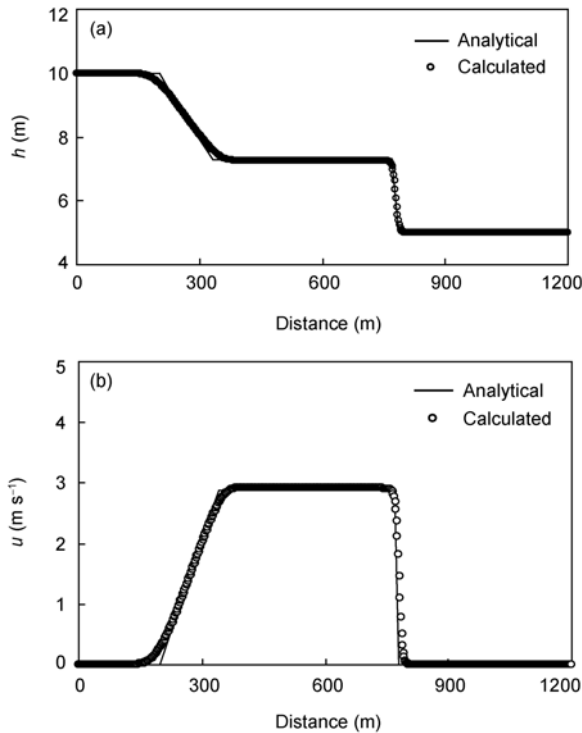 12
(a)
Analytical
Calculated
10
h (m)
8
6
4
0 300 600 900 1200
Distance (m)
5
(b)
Analytical
Calculated
4
3
u (m s⁻¹)
2
1
0
0 300 600 900 1200
Distance (m)